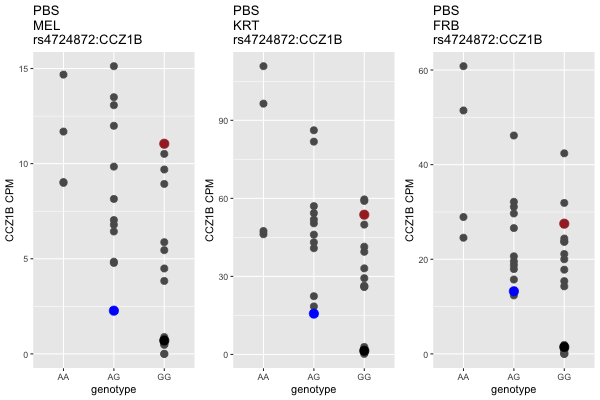 PBS
MEL
rs4724872:CCZ1B
15
10
5
0
CCZ1B CPM
AA AG GG
genotype
PBS
KRT
rs4724872:CCZ1B
90
60
30
0
CCZ1B CPM
AA AG GG
genotype
PBS
FRB
rs4724872:CCZ1B
60
40
20
0
CCZ1B CPM
AA AG GG
genotype